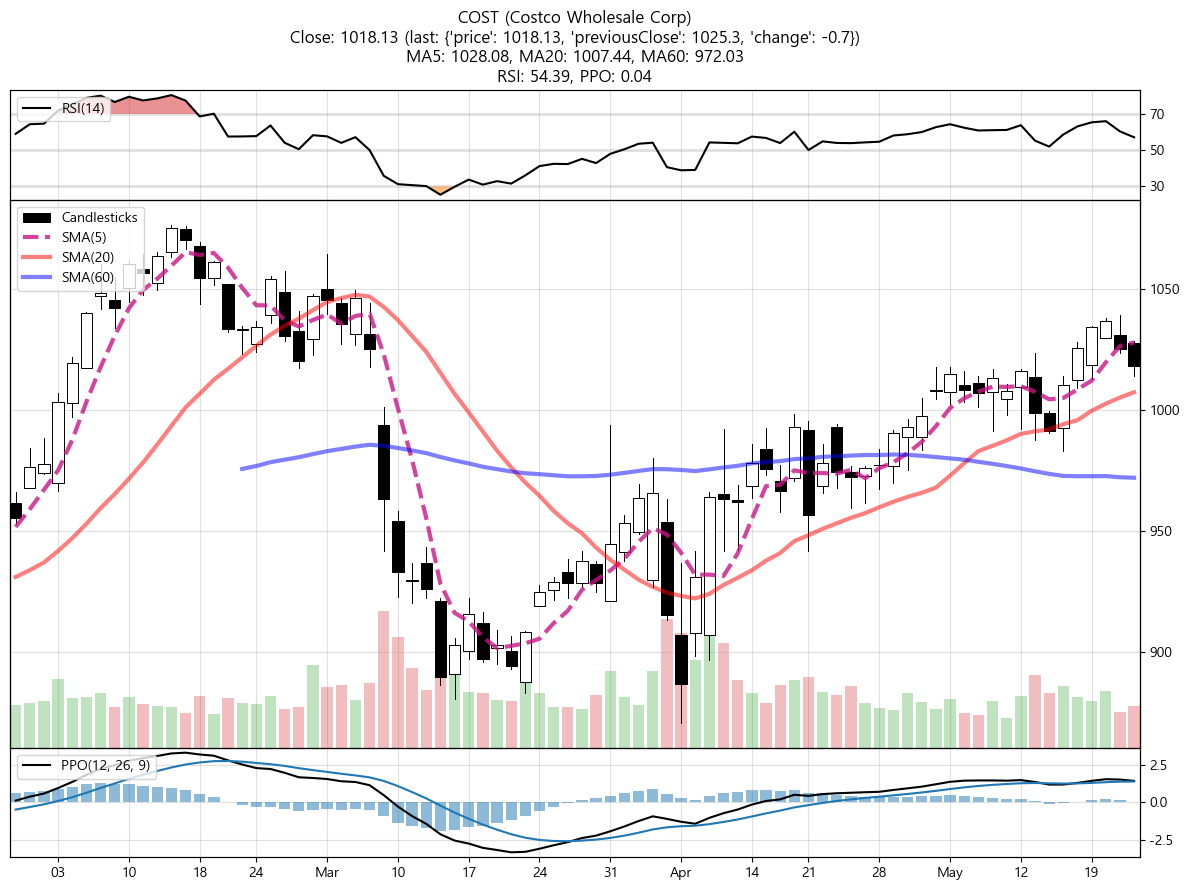 COST (Costco Wholesale Corp)
Close: 1018.13 (last: {'price': 1018.13, 'previousClose': 1025.3, 'change': -0.7})
MA5: 1028.08, MA20: 1007.44, MA60: 972.03
RSI: 54.39, PPO: 0.04
RSI(14)
70
50
30
Candlesticks
SMA(5)
SMA(20)
SMA(60)
1050
1000
950
900
PPO(12, 26, 9)
2.5
0.0
-2.5
03 10 18 24 Mar 10 17 24 31 Apr 14 21 28 May 12 19